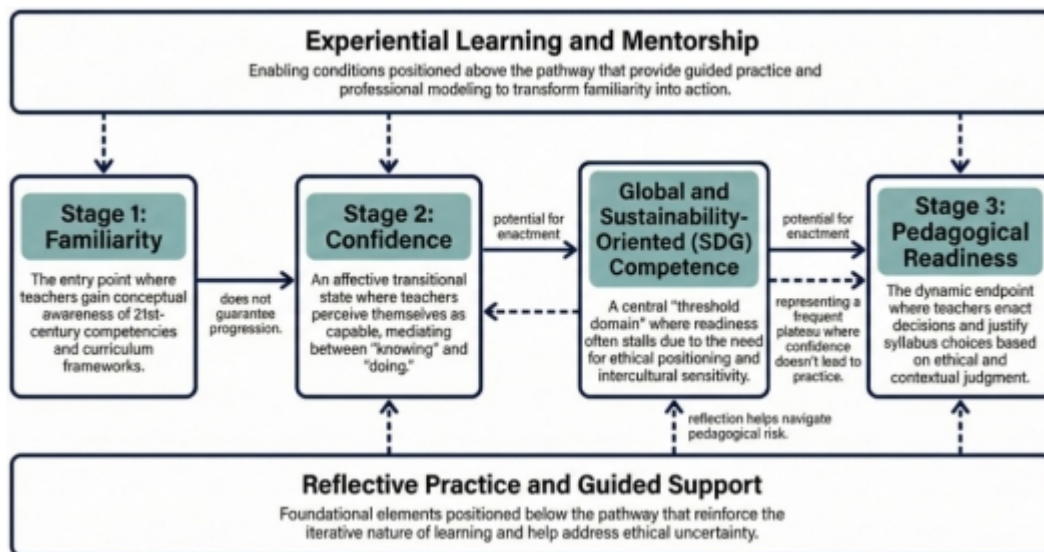 Experiential Learning and Mentorship
Enabling conditions positioned above the pathway that provide guided practice and
professional modeling to transform familiarity into action.
Stage 1:
Familiarity
The entry point where
teachers gain conceptual
awareness of 21st-
century competencies
and curriculum
frameworks.
does not
guarantee
progression.
Stage 2:
Confidence
An affective transitional
state where teachers
perceive themselves as
capable, mediating
between "knowing" and
"doing."
potential for
enactment
Global and
Sustainability-
Oriented (SDG)
Competence
A central "threshold
domain" where readiness
often stalls due to the
need for ethical positioning
and intercultural
sensitivity.
potential for
enactment
representing a
frequent
plateau where
confidence
doesn't lead to
practice.
Stage 3:
Pedagogical
Readiness
The dynamic endpoint
where teachers enact
decisions and justify
syllabus choices based
on ethical and
contextual judgment.
reflection helps navigate
pedagogical risk.
Reflective Practice and Guided Support
Foundational elements positioned below the pathway that reinforce the
iterative nature of learning and help address ethical uncertainty.